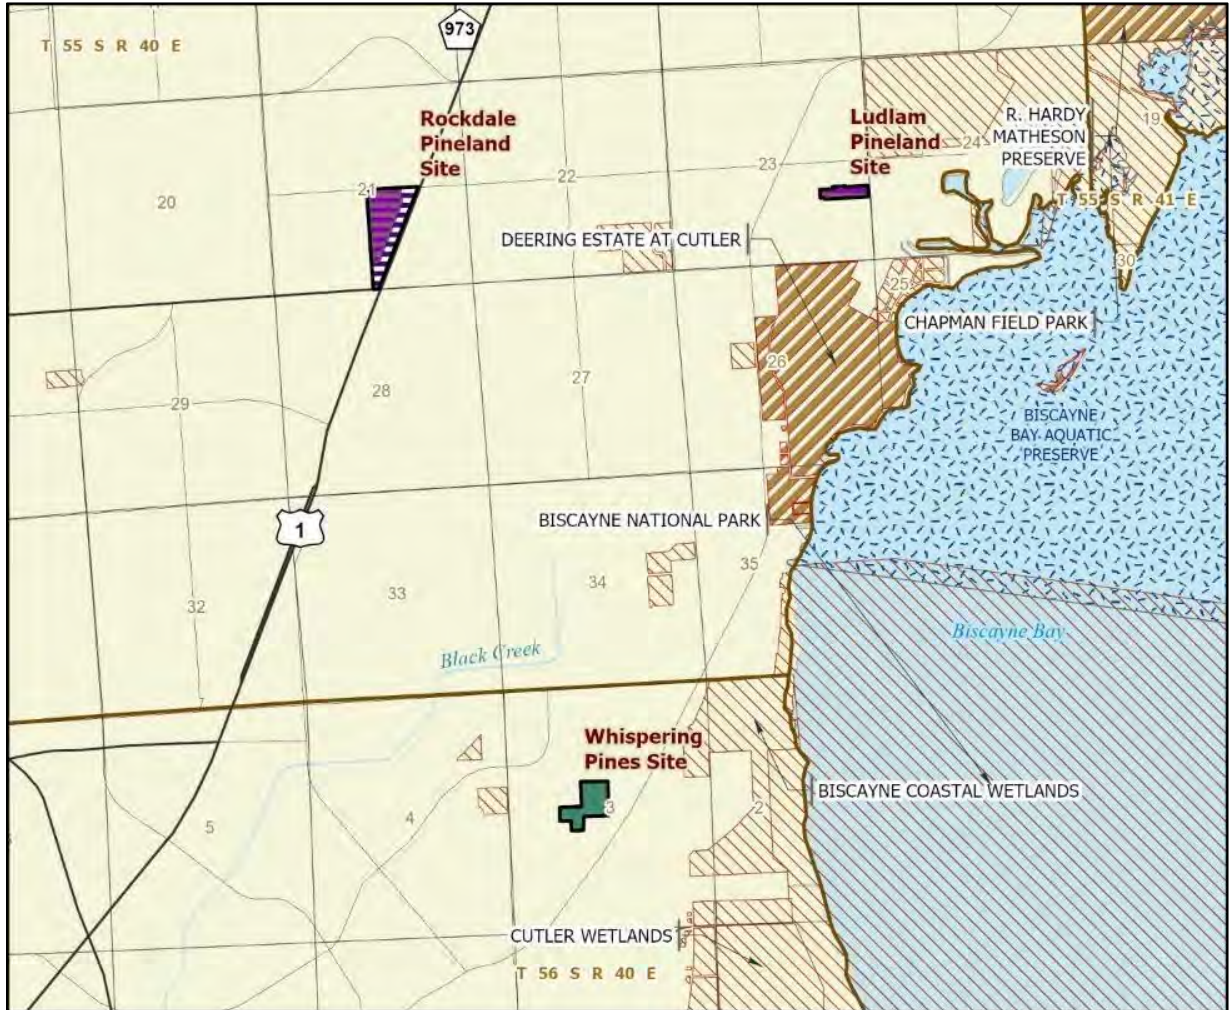 973
T 55 S R 40 E
Rockdale
Pineland
Site
Ludlam
Pineland
Site
R. HARDY
MATHESON
PRESERVE
19
24
23
22
21
20
T 55 S R 41 E
DEERING ESTATE AT CUTLER
30
25
CHAPMAN FIELD PARK
26
27
28
29
BISCAYNE
BAY AQUATIC
PRESERVE
1
BISCAYNE NATIONAL PARK
35
34
33
32
Biscayne Bay
Black Creek
Whispering
Pines Site
BISCAYNE COASTAL WETLANDS
2
3
4
5
CUTLER WETLANDS
T 56 S R 40 E